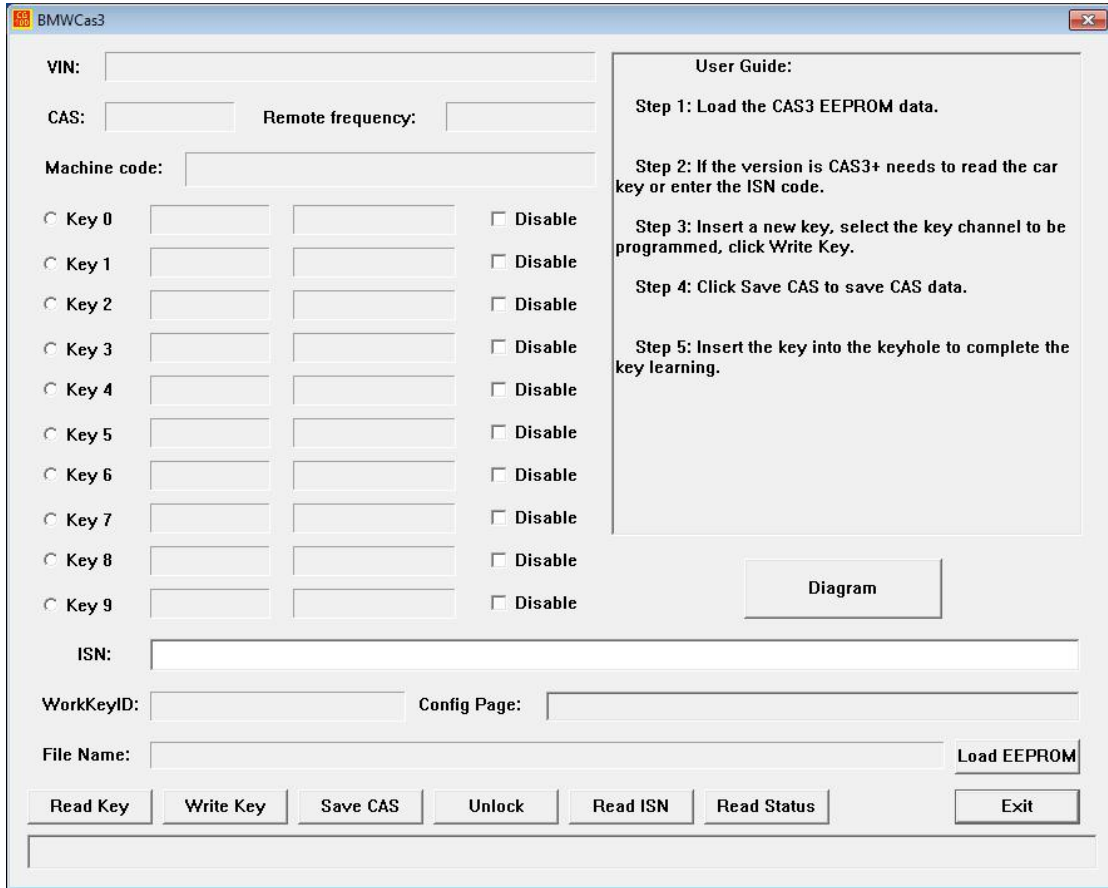 CG
100
BMWCas3
VIN:
CAS:
Remote frequency:
Machine code:
Key 0
Disable
Key 1
Disable
Key 2
Disable
Key 3
Disable
Key 4
Disable
Key 5
Disable
Key 6
Disable
Key 7
Disable
Key 8
Disable
Key 9
Disable
User Guide:
Step 1: Load the CAS3 EEPROM data.
Step 2: If the version is CAS3+ needs to read the car
key or enter the ISN code.
Step 3: Insert a new key, select the key channel to be
programmed, click Write Key.
Step 4: Click Save CAS to save CAS data.
Step 5: Insert the key into the keyhole to complete the
key learning.
Diagram
ISN:
WorkKeyID:
Config Page:
File Name:
Load EEPROM
Read Key
Write Key
Save CAS
Unlock
Read ISN
Read Status
Exit